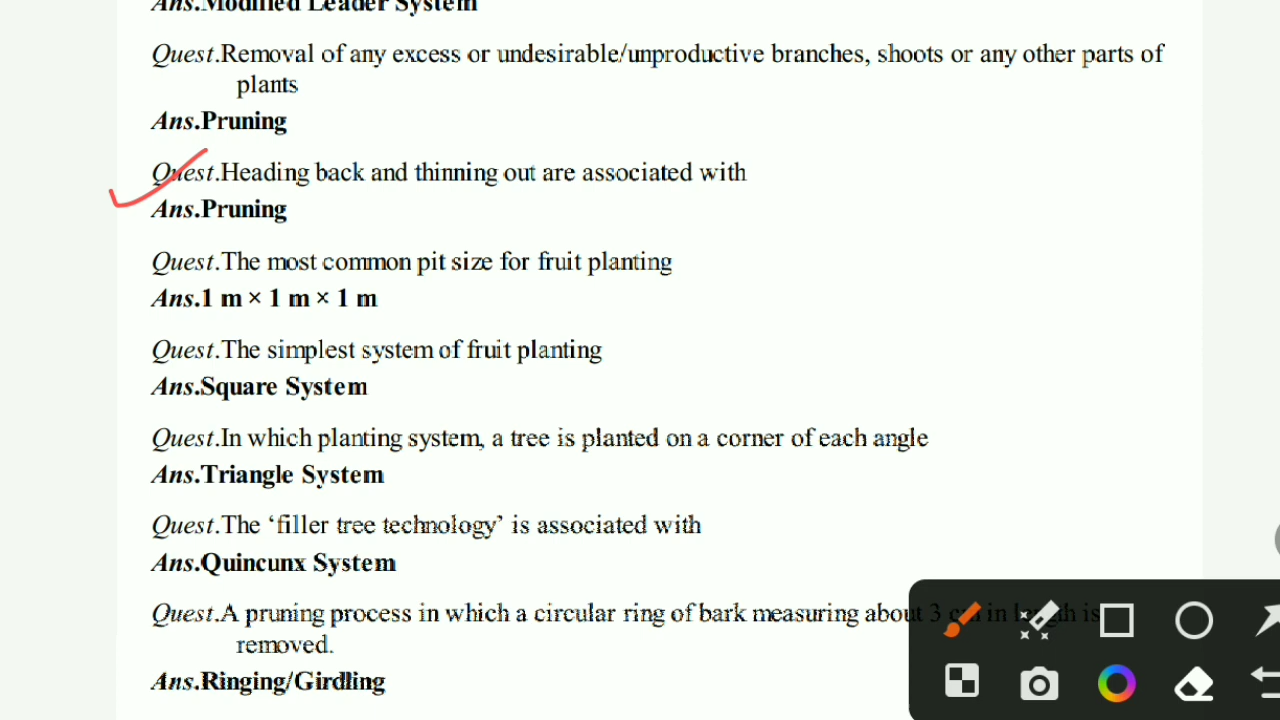 Ans.Modified Leader System
Quest.Removal of any excess or undesirable/unproductive branches, shoots or any other parts of
plants
Ans.Pruning
Quest.Heading back and thinning out are associated with
Ans.Pruning
Quest.The most common pit size for fruit planting
Ans.1 m × 1 m × 1 m
Quest.The simplest system of fruit planting
Ans.Square System
Quest.In which planting system, a tree is planted on a corner of each angle
Ans.Triangle System
Quest.The ‘filler tree technology’ is associated with
Ans.Quincunx System
Quest.A pruning process in which a circular ring of bark measuring about 3 cm in length is
removed.
Ans.Ringing/Girdling